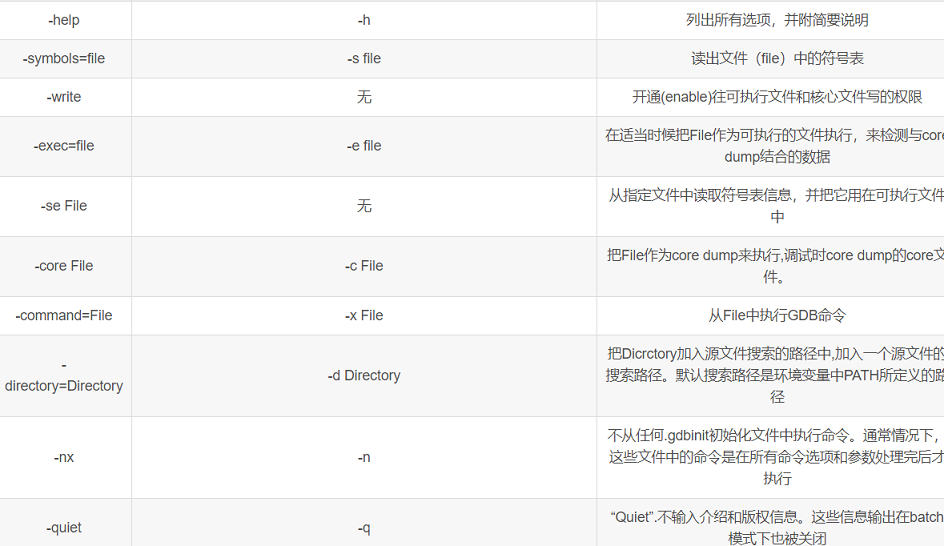 -help -h 列出所有选项，并附简要说明
-symbols=file -s file 读出文件（file）中的符号表
-write 无 开通(enable)往可执行文件和核心文件写的权限
-exec=file -e file 在适当时候把File作为可执行的文件执行，来检测与core
dump结合的数据
-se File 无 从指定文件中读取符号表信息，并把它用在可执行文件
中
-core File -c File 把File作为core dump来执行,调试时core dump的core文
件。
-command=File -x File 从File中执行GDB命令
-
directory=Directory -d Directory 把Dicrctory加入源文件搜索的路径中,加入一个源文件的
搜索路径。默认搜索路径是环境变量中PATH所定义的路
径
-nx -n 不从任何.gdbinit初始化文件中执行命令。通常情况下，
这些文件中的命令是在所有命令选项和参数处理完后才
执行
-quiet -q “Quiet”.不输入介绍和版权信息。这些信息输出在batch
模式下也被关闭